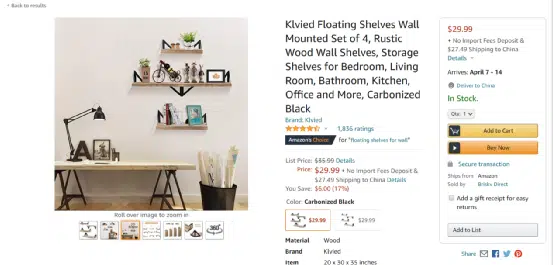 ‹ Back to results
Klvied Floating Shelves Wall
Mounted Set of 4, Rustic
Wood Wall Shelves, Storage
Shelves for Bedroom, Living
Room, Bathroom, Kitchen,
Office and More, Carbonized
Black
Brand: Klvied
1,836 ratings
Amazon's Choice for "floating shelves for wall"
List Price: $35.99 Details
Price: $29.99 • No Import Fees Deposit &
$27.49 Shipping to China
Details
You Save: $6.00 (17%)
Color: Carbonized Black
$29.99
$29.99
Material Wood
Brand Klvied
Item 20 x 30 x 35 inches
Roll over image to zoom in
360°
$29.99
• No Import Fees Deposit &
$27.49 Shipping to China
Details
Arrives: April 7 - 14
Deliver to China
In Stock.
Qty: 1
Add to Cart
Buy Now
Secure transaction
Ships from Amazon
Sold by Brisk+ Direct
Add a gift receipt for easy
returns
Add to List
Share